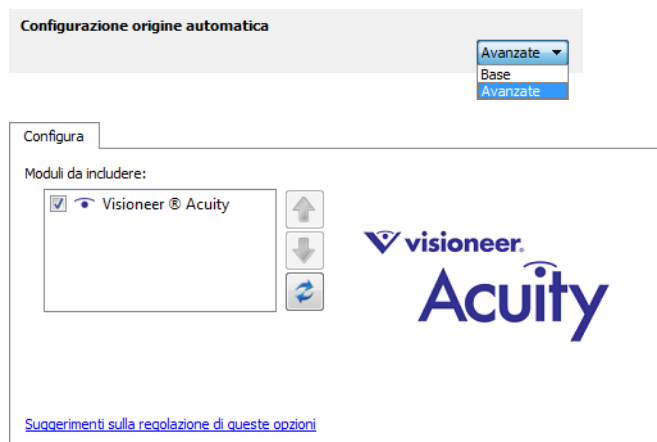 Configurazione origine automatica
Avanzate
Base
Avanzate
Configura
Moduli da includere:
Visioneer ® Acuity
visioneer.
Acuity
Suggerimenti sulla regolazione di queste opzioni